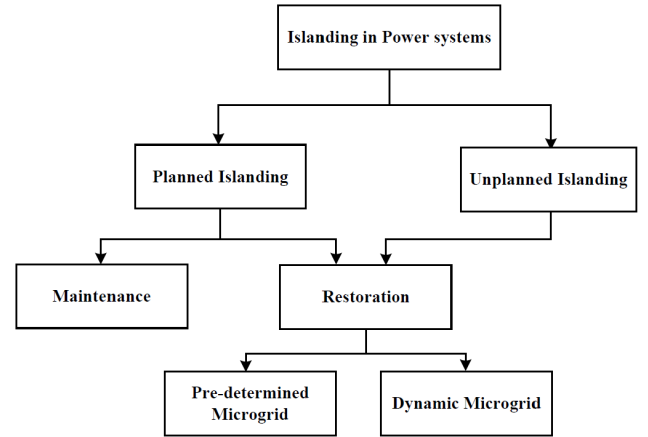 Islanding in Power systems
Planned Islanding
Unplanned Islanding
Maintenance
Restoration
Pre-determined
Microgrid
Dynamic Microgrid